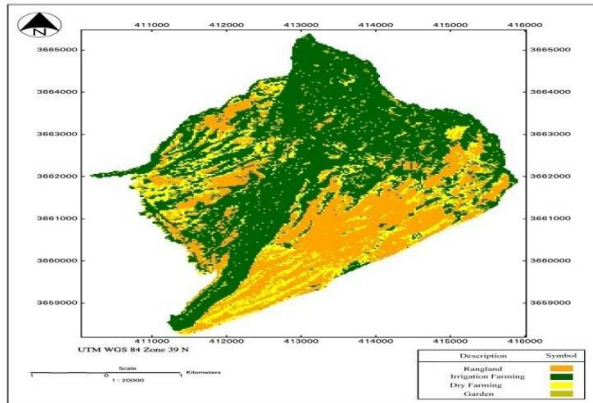 411000 412000 413000 414000 415000 416000
N
3665000 3665000
3664000 3664000
3663000 3663000
3662000 3662000
3661000 3661000
3660000 3660000
3659000 3659000
411000 412000 413000 414000 415000 416000
UTM WGS 84 Zone 39 N
Scale
1 0 1 Kilometers
1 : 20000
Description Symbol
Rangland
Irrigation Farming
Dry Farming
Garden